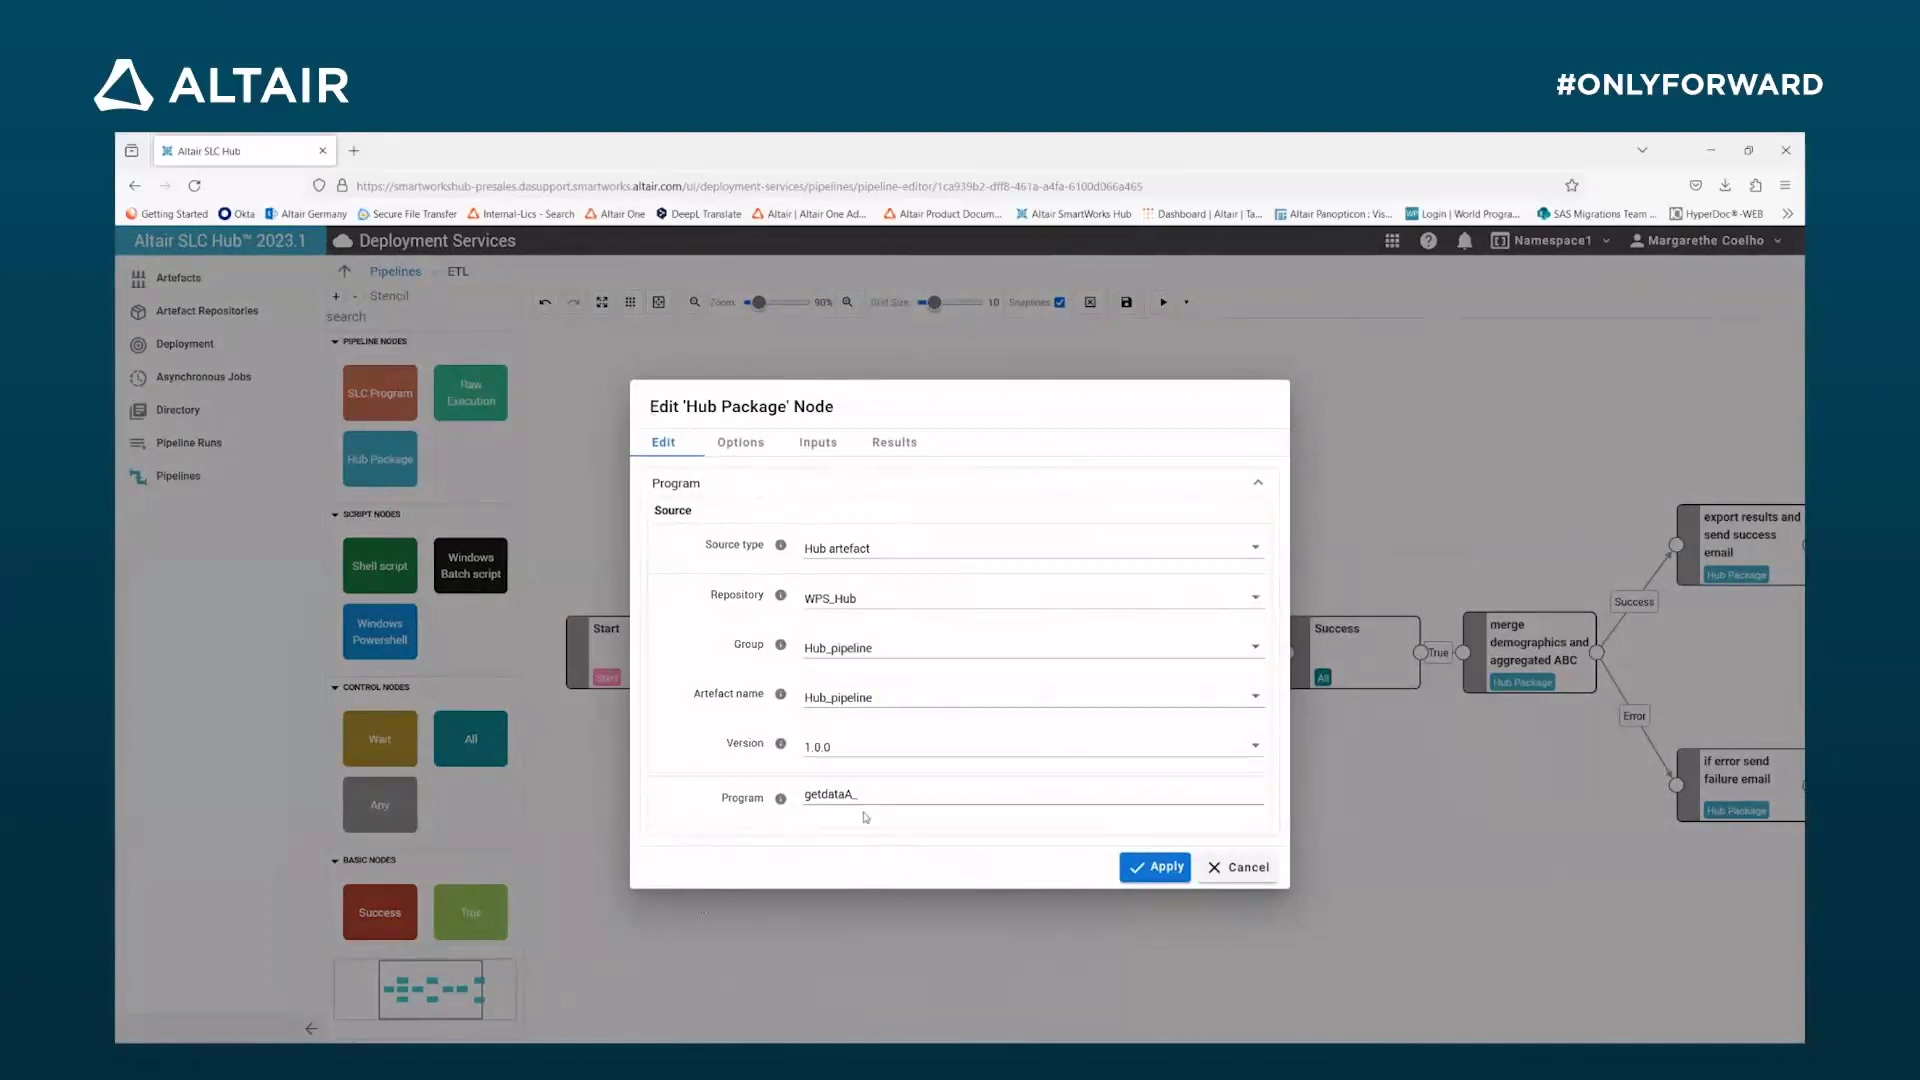 ALTAIR
#ONLYFORWARD
Altair SLC Hub
https://smartworkshub-presales.dasupport.smartworks.altair.com/ui/deployment-services/pipelines/pipeline-editor/1ca939b2-dff8-461a-a4fa-6100d066a465
Getting Started
Okta
Altair Germany
Secure File Transfer
Internal-Lics - Search
Altair One
DeepL Translate
Altair | Altair One Ad...
Altair Product Docum...
Altair SmartWorks Hub
Dashboard | Altair | Ta...
Altair Panopticon : Vis...
Login | World Progra...
SAS Migrations Team ...
HyperDoc®-WEB
Altair SLC Hub™ 2023.1
Deployment Services
Namespace1
Margarethe Coelho
Artefacts
Artefact Repositories
Deployment
Asynchronous Jobs
Directory
Pipeline Runs
Pipelines
Pipelines
ETL
+ - Stencil
search
Zoom:
90%
Grid Size:
10
Snaplines
PIPELINE NODES
SLC Program
Raw
Execution
Hub Package
SCRIPT NODES
Shell script
Windows
Batch script
Windows
Powershell
CONTROL NODES
Wait
All
Any
BASIC NODES
Success
True
Start
Start
Edit 'Hub Package' Node
Edit
Options
Inputs
Results
Program
Source
Source type
Hub artefact
Repository
WPS_Hub
Group
Hub_pipeline
Artefact name
Hub_pipeline
Version
1.0.0
Program
getdataA_
Apply
Cancel
Success
All
True
merge
demographics and
aggregated ABC
Hub Package
Success
Error
export results and
send success
email
Hub Package
if error send
failure email
Hub Package